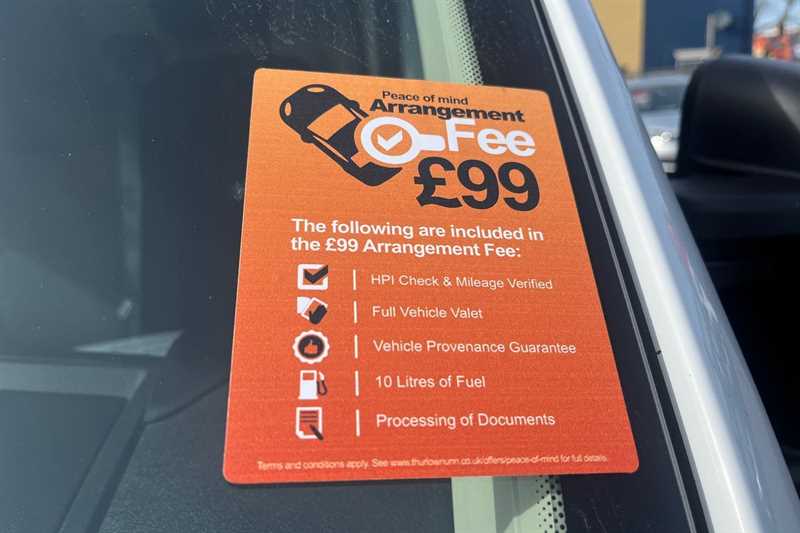 Peace of mind
Arrangement
Fee
£99
The following are included in
the £99 Arrangement Fee:
HPI Check & Mileage Verified
Full Vehicle Valet
Vehicle Provenance Guarantee
10 Litres of Fuel
Processing of Documents
Terms and conditions apply. See www.thurlownunn.co.uk/offers/peace-of-mind for full details.